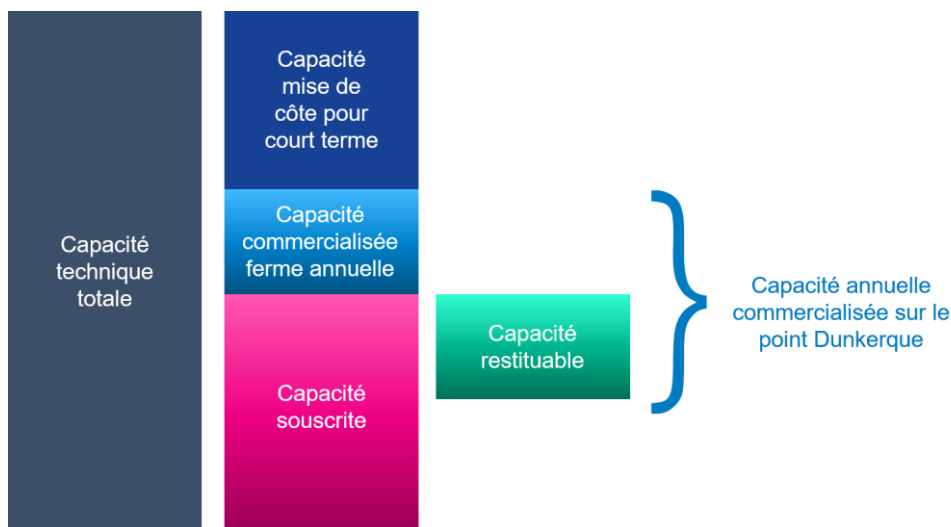 Capacité
technique
totale
Capacité
mise de
côte pour
court terme
Capacité
commercialisée
ferme annuelle
Capacité
souscrite
Capacité
restituable
Capacité annuelle
commercialisée sur le
point Dunkerque